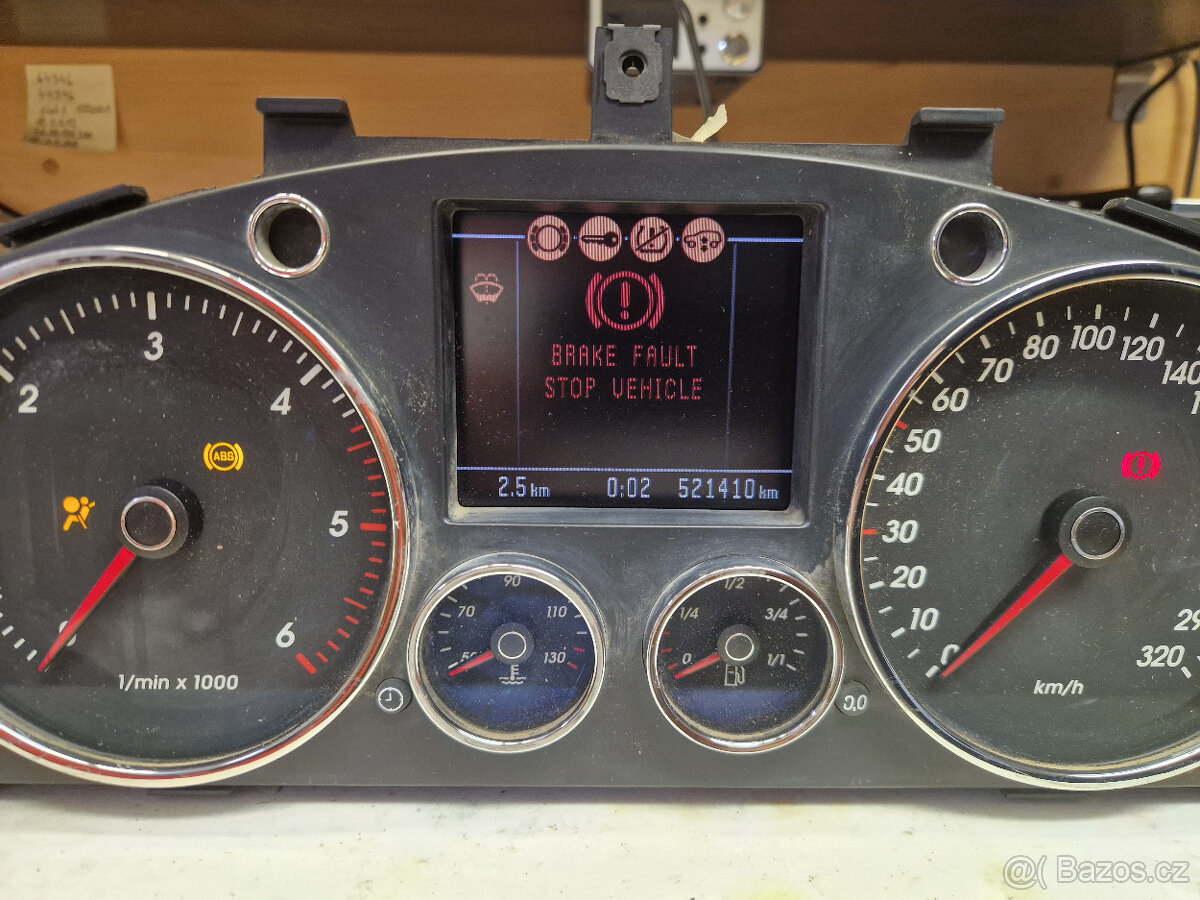 BRAKE FAULT
STOP VEHICLE
2.5 km 0:02 521410 km
2 3 4 5 6
1/min x 1000
ABS
50 70 90 110 130
0 1/4 1/2 3/4 1/1
0.0
0 10 20 30 40 50 60 70 80 100 120 140
320
km/h
@ Bazos.cz